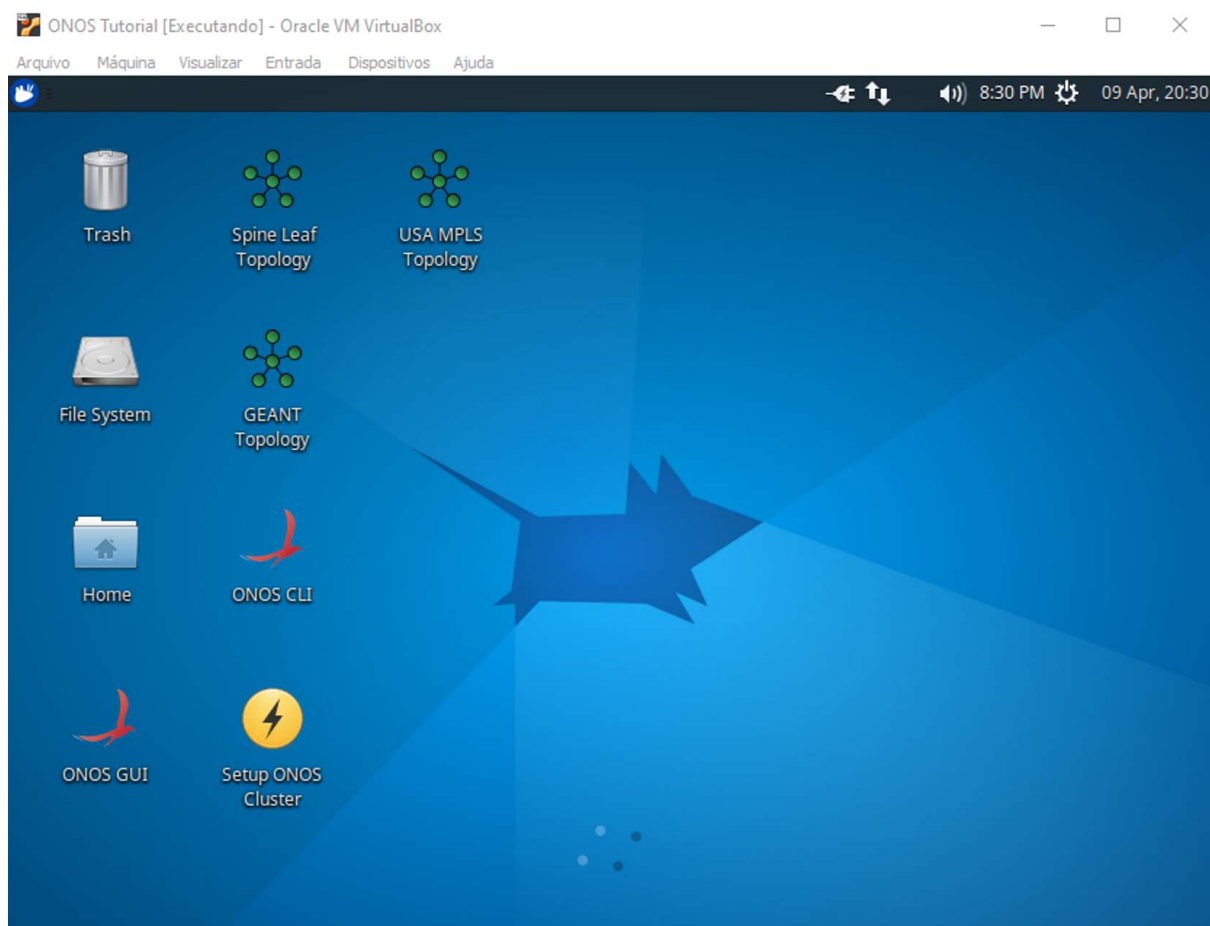 ONOS Tutorial [Executando] - Oracle VM VirtualBox
Arquivo Máquina Visualizar Entrada Dispositivos Ajuda
8:30 PM 09 Apr, 20:30
Trash
Spine Leaf
Topology
USA MPLS
Topology
File System
GEANT
Topology
Home
ONOS CLI
ONOS GUI
Setup ONOS
Cluster